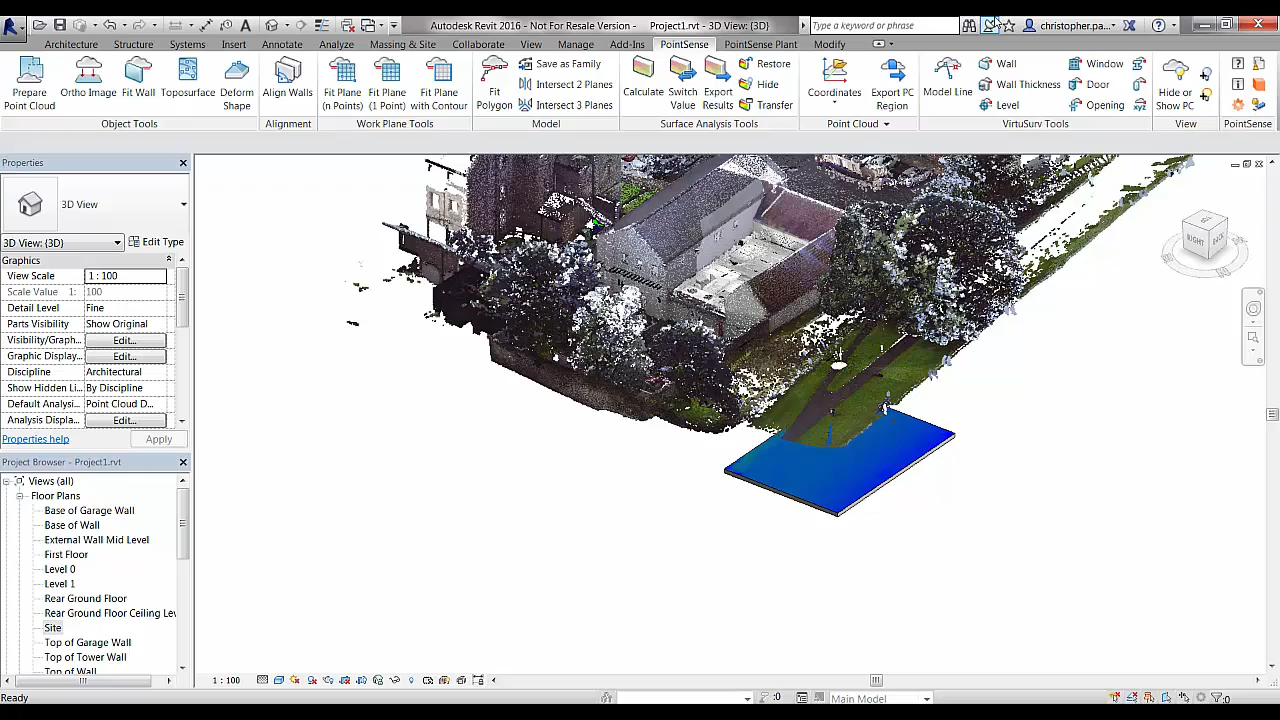 Autodesk Revit 2016 - Not For Resale Version - Project1.rvt - 3D View: {3D}
Type a keyword or phrase
christopher.pa...
Architecture Structure Systems Insert Annotate Analyze Massing & Site Collaborate View Manage Add-Ins PointSense PointSense Plant Modify
Prepare Point Cloud
Ortho Image
Fit Wall
Toposurface
Deform Shape
Align Walls
Fit Plane (n Points)
Fit Plane (1 Point)
Fit Plane with Contour
Fit Polygon
Save as Family
Intersect 2 Planes
Intersect 3 Planes
Calculate
Switch Value
Export Results
Restore
Hide
Transfer
Coordinates
Export PC Region
Model Line
Wall
Wall Thickness
Level
Window
Door
Opening
Hide or Show PC
Object Tools
Alignment
Work Plane Tools
Model
Surface Analysis Tools
Point Cloud
VirtuSurv Tools
View
PointSense
Properties
3D View
3D View: {3D}
Edit Type
Graphics
View Scale 1 : 100
Scale Value 1: 100
Detail Level Fine
Parts Visibility Show Original
Visibility/Graph... Edit...
Graphic Display... Edit...
Discipline Architectural
Show Hidden Li... By Discipline
Default Analysi... Point Cloud D...
Analysis Displa... Edit...
Properties help
Apply
Project Browser - Project1.rvt
Views (all)
Floor Plans
Base of Garage Wall
Base of Wall
External Wall Mid Level
First Floor
Level 0
Level 1
Rear Ground Floor
Rear Ground Floor Ceiling Lev
Site
Top of Garage Wall
Top of Tower Wall
Top of Wall
RIGHT
BACK
1 : 100
Ready
:0
Main Model
:0